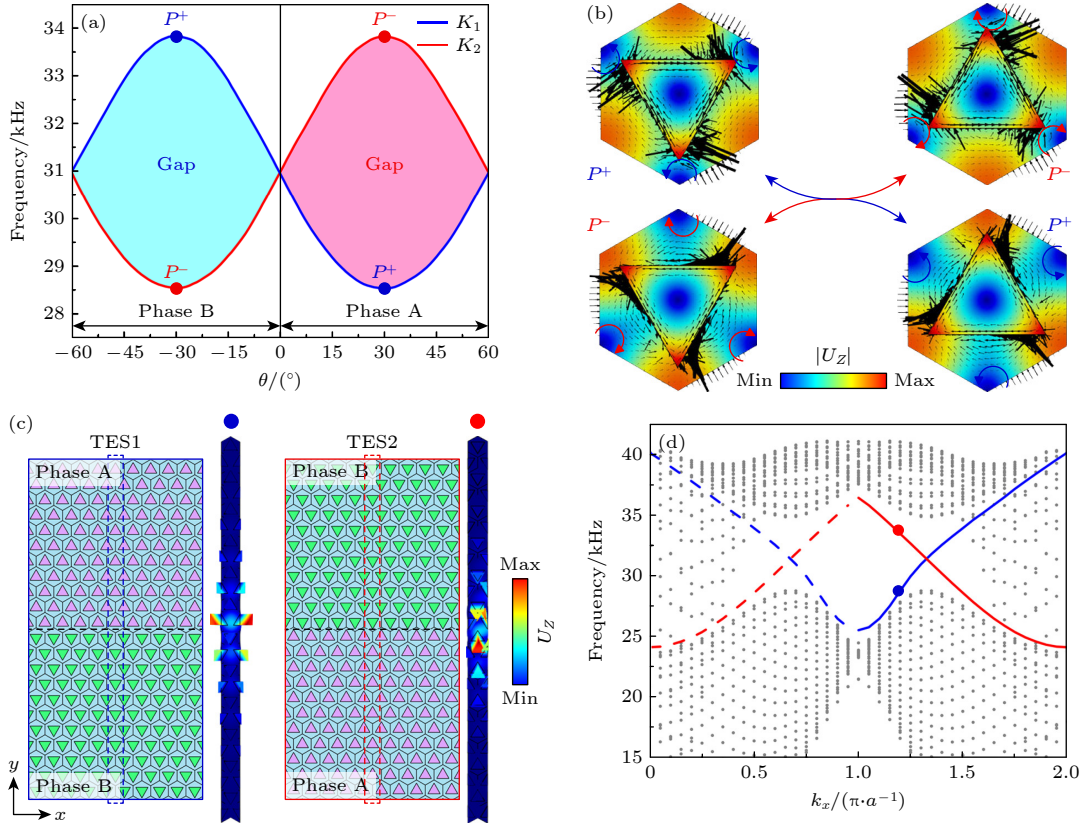 (a)
P⁺
P⁻
K₁
K₂
34
33
32
31
30
29
28
Frequency/kHz
Gap
Gap
P⁻
P⁺
Phase B
Phase A
−60
−45
−30
−15
0
15
30
45
60
θ/(°)
(b)
P⁺
P⁻
P⁻
P⁺
|U_Z|
Min
Max
(c)
TES1
TES2
Phase A
Phase B
Phase B
Phase A
Max
U_Z
Min
y
x
(d)
40
35
30
25
20
15
Frequency/kHz
0
0.5
1.0
1.5
2.0
kₓ/(π·a⁻¹)